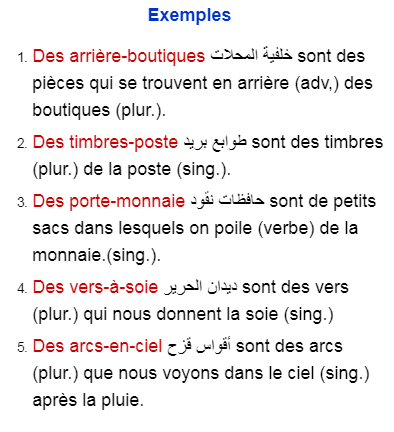 Exemples
1. Des arrière-boutiques خلفية المحلات sont des
pièces qui se trouvent en arrière (adv,) des
boutiques (plur.).
2. Des timbres-poste طوابع بريد sont des timbres
(plur.) de la poste (sing.).
3. Des porte-monnaie حافظات نقود sont de petits
sacs dans lesquels on poile (verbe) de la
monnaie.(sing.).
4. Des vers-à-soie ديدان الحرير sont des vers
(plur.) qui nous donnent la soie (sing.)
5. Des arcs-en-ciel أقواس قزح sont des arcs
(plur.) que nous voyons dans le ciel (sing.)
après la pluie.